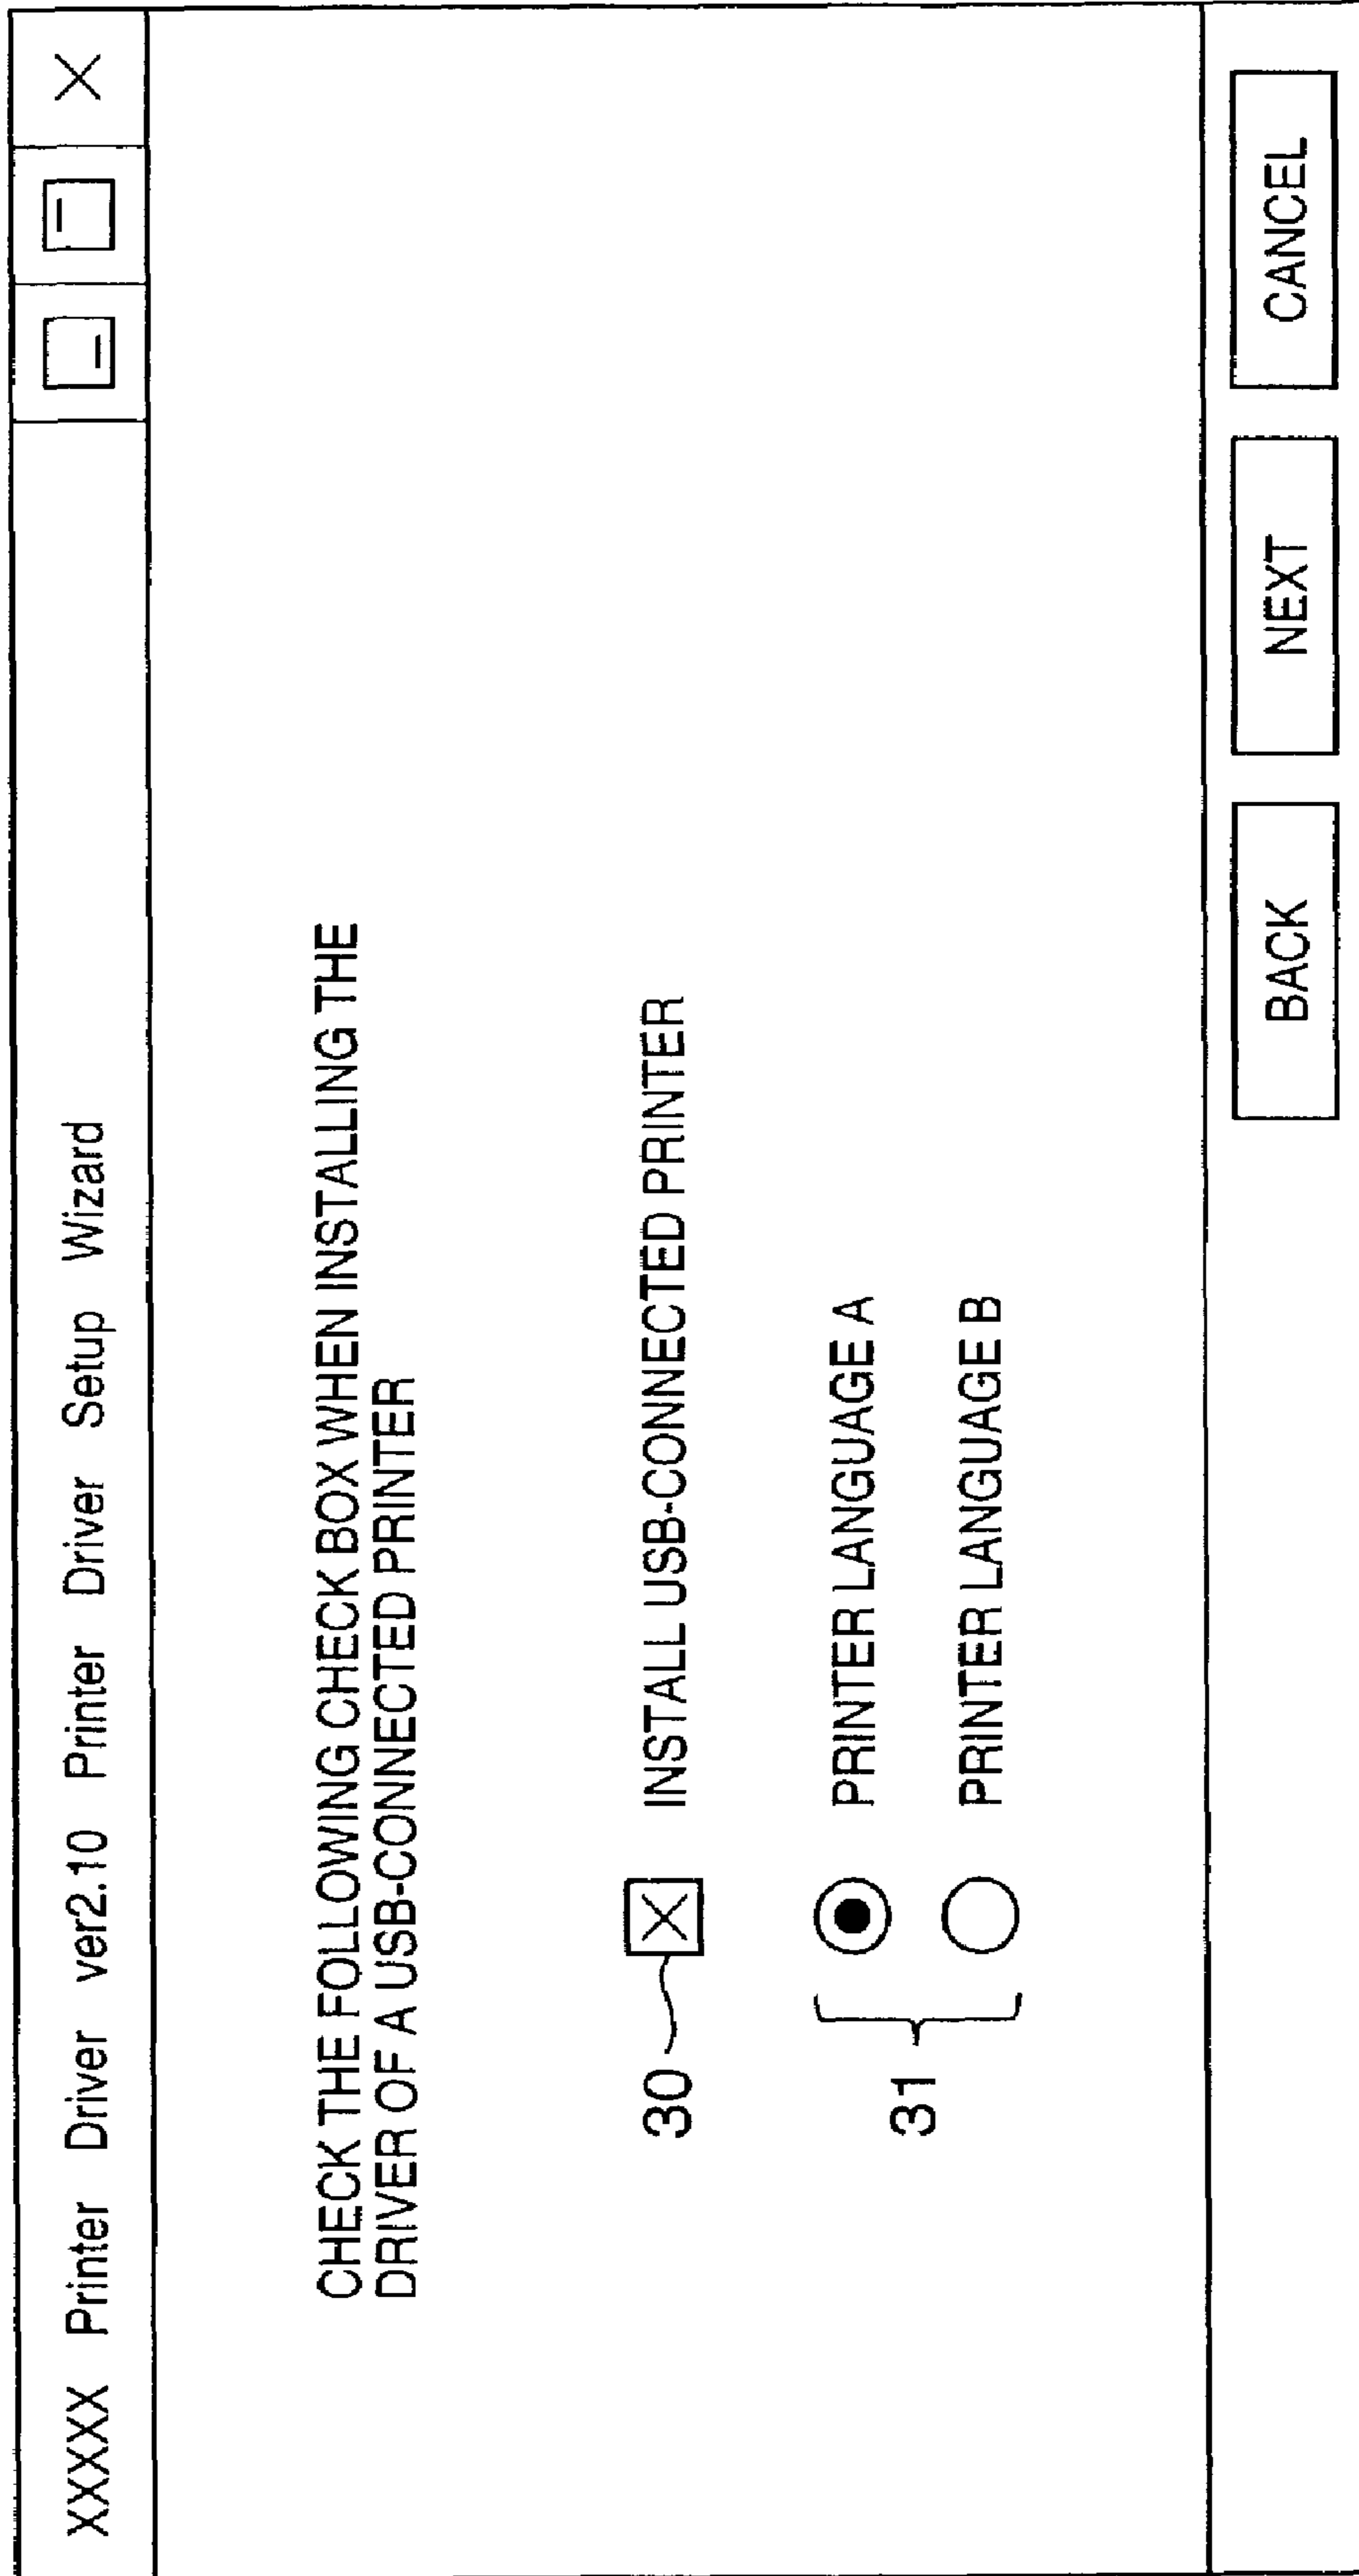 XXXXX Printer Driver ver2.10 Printer Driver Setup Wizard
CHECK THE FOLLOWING CHECK BOX WHEN INSTALLING THE
DRIVER OF A USB-CONNECTED PRINTER
30
INSTALL USB-CONNECTED PRINTER
31
PRINTER LANGUAGE A
PRINTER LANGUAGE B
BACK
NEXT
CANCEL